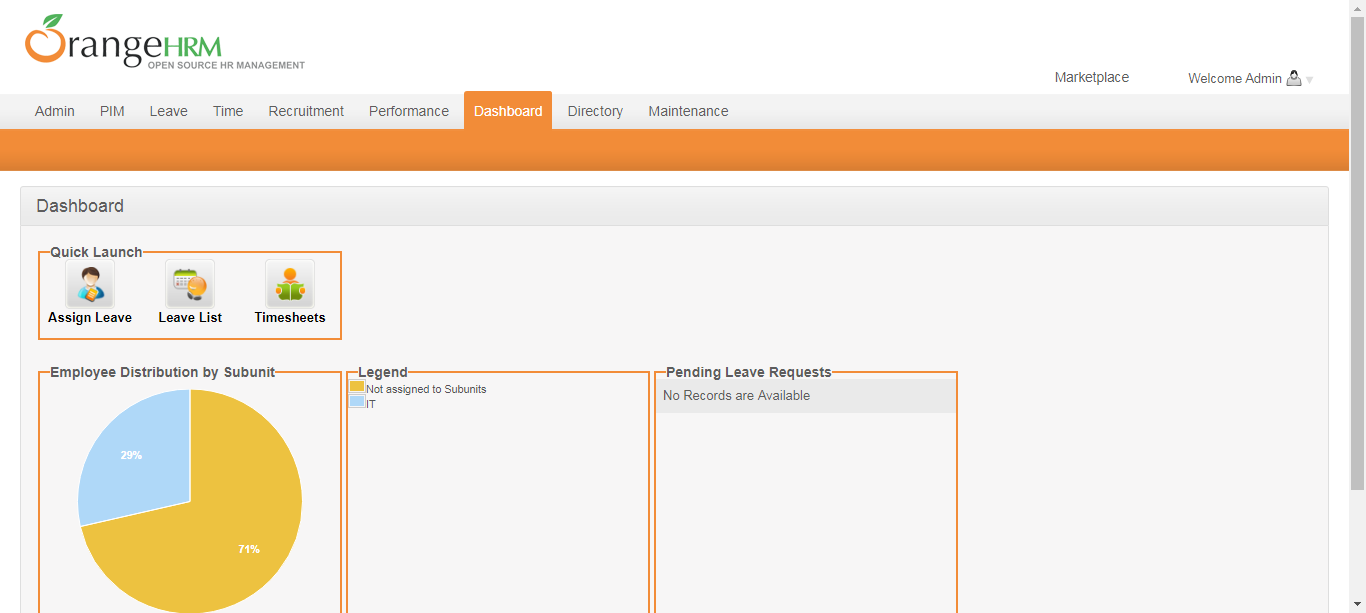 OrangeHRM
OPEN SOURCE HR MANAGEMENT
Marketplace
Welcome Admin
Admin PIM Leave Time Recruitment Performance Dashboard Directory Maintenance
Dashboard
Quick Launch
Assign Leave Leave List Timesheets
Employee Distribution by Subunit
29%
71%
Legend
Not assigned to Subunits
IT
Pending Leave Requests
No Records are Available